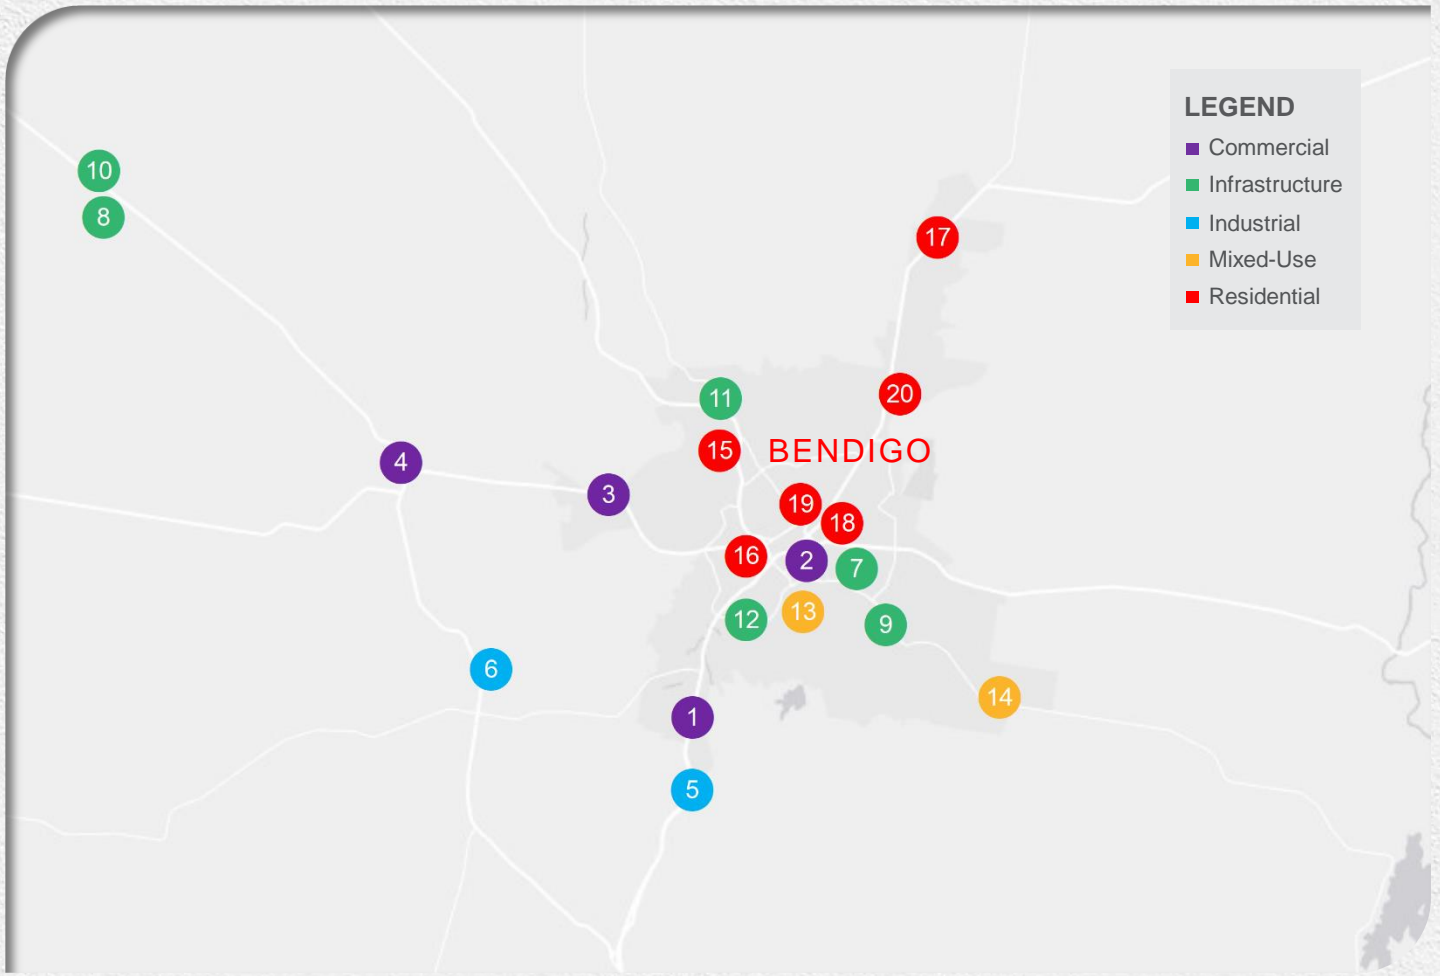 LEGEND
Commercial
Infrastructure
Industrial
Mixed-Use
Residential
10
8
17
11
20
15
BENDIGO
4
3
19
18
16
2
7
12
13
9
6
14
1
5